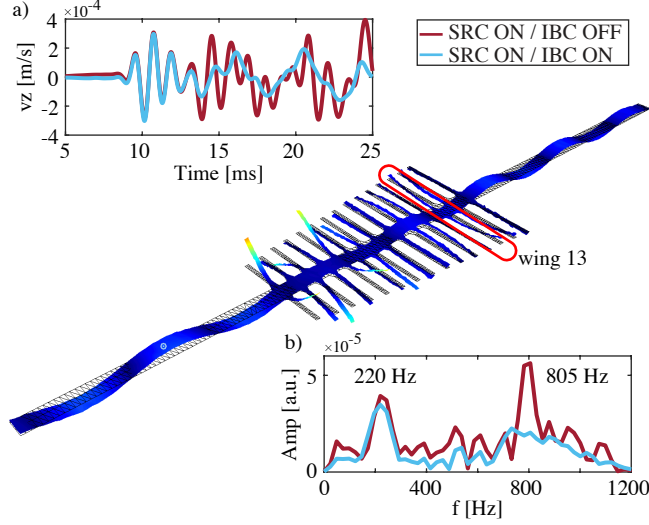 a)
×10⁻⁴
SRC ON / IBC OFF
SRC ON / IBC ON
4
2
0
-2
-4
vz [m/s]
5 10 15 20 25
Time [ms]
wing 13
b)
×10⁻⁵
220 Hz 805 Hz
5
0
Amp [a.u.]
0 400 800 1200
f [Hz]